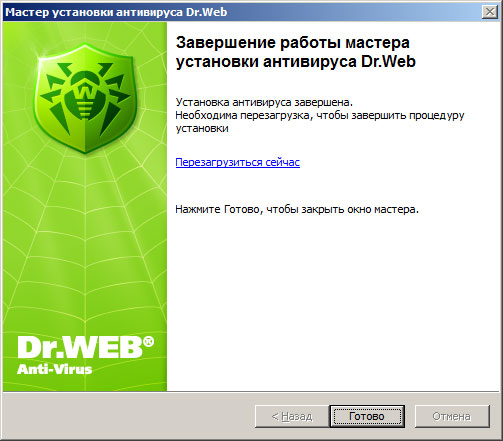 Мастер установки антивируса Dr.Web
Завершение работы мастера
установки антивируса Dr.Web
Установка антивируса завершена.
Необходима перезагрузка, чтобы завершить процедуру
установки
Перезагрузиться сейчас
Нажмите Готово, чтобы закрыть окно мастера.
Dr.WEB®
Anti-Virus
< Назад
Готово
Отмена